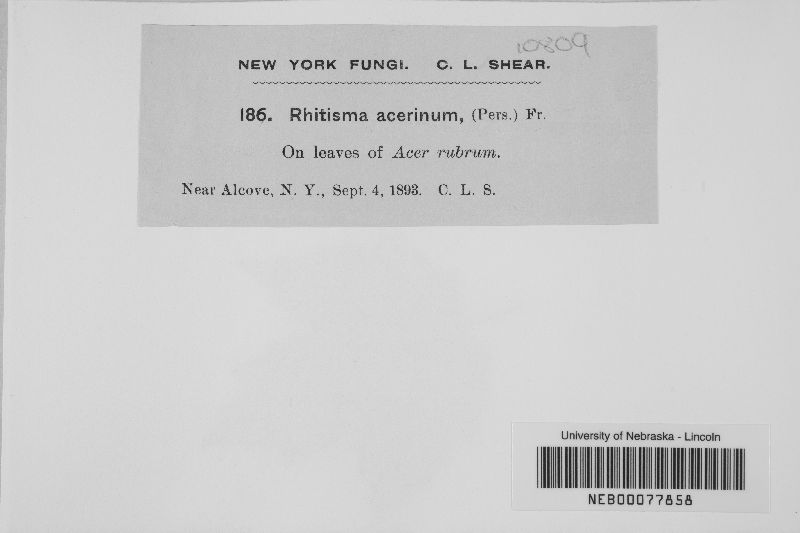 10809
NEW YORK FUNGI. C. L. SHEAR.
186. Rhitisma acerinum, (Pers.) Fr.
On leaves of Acer rubrum.
Near Alcove, N. Y., Sept. 4, 1893. C. L. S.
University of Nebraska - Lincoln
NEB00077858